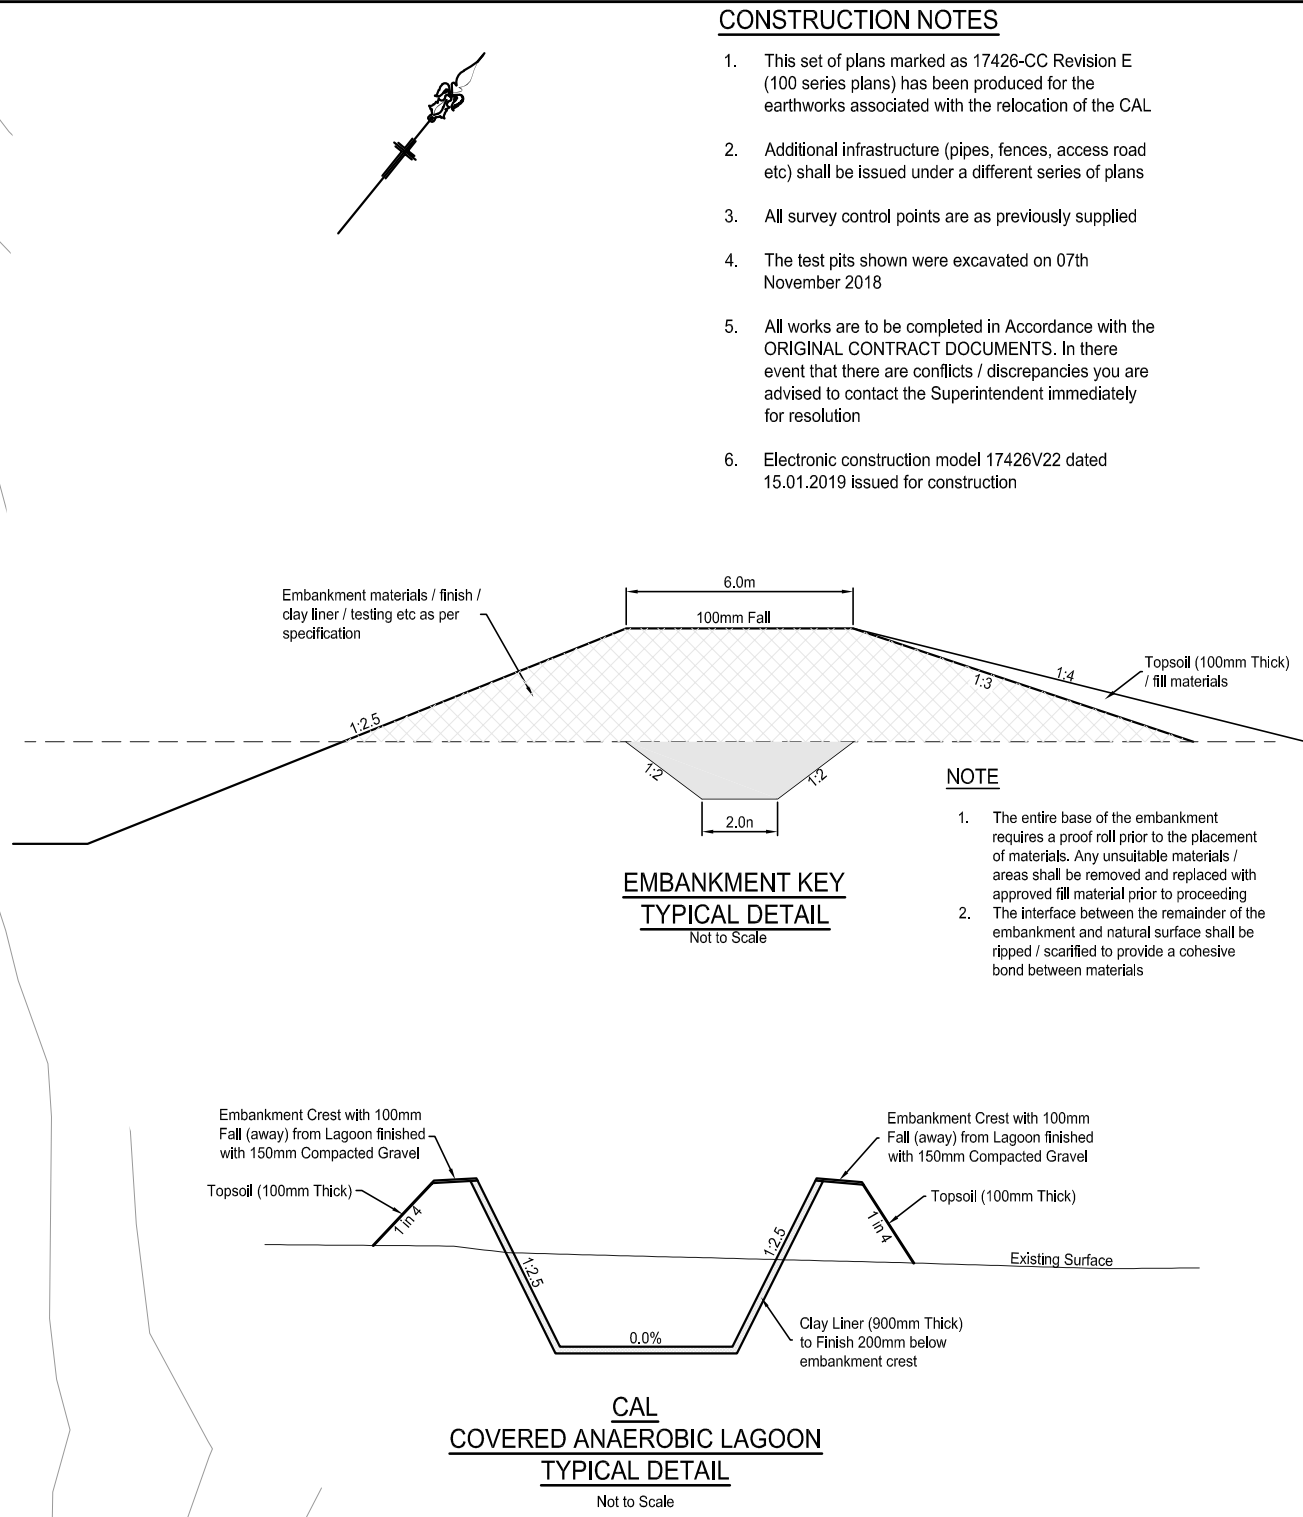 CONSTRUCTION NOTES
1. This set of plans marked as 17426-CC Revision E
(100 series plans) has been produced for the
earthworks associated with the relocation of the CAL
2. Additional infrastructure (pipes, fences, access road
etc) shall be issued under a different series of plans
3. All survey control points are as previously supplied
4. The test pits shown were excavated on 07th
November 2018
5. All works are to be completed in Accordance with the
ORIGINAL CONTRACT DOCUMENTS. In there
event that there are conflicts / discrepancies you are
advised to contact the Superintendent immediately
for resolution
6. Electronic construction model 17426V22 dated
15.01.2019 issued for construction
6.0m
100mm Fall
Embankment materials / finish /
clay liner / testing etc as per
specification
1:2.5
1:3
1:4
Topsoil (100mm Thick)
/ fill materials
1:2
1:2
2.0n
EMBANKMENT KEY
TYPICAL DETAIL
Not to Scale
NOTE
1. The entire base of the embankment
requires a proof roll prior to the placement
of materials. Any unsuitable materials /
areas shall be removed and replaced with
approved fill material prior to proceeding
2. The interface between the remainder of the
embankment and natural surface shall be
ripped / scarified to provide a cohesive
bond between materials
Embankment Crest with 100mm
Fall (away) from Lagoon finished
with 150mm Compacted Gravel
Topsoil (100mm Thick)
1 in 4
1:2.5
0.0%
1:2.5
Embankment Crest with 100mm
Fall (away) from Lagoon finished
with 150mm Compacted Gravel
Topsoil (100mm Thick)
1 in 4
Existing Surface
Clay Liner (900mm Thick)
to Finish 200mm below
embankment crest
CAL
COVERED ANAEROBIC LAGOON
TYPICAL DETAIL
Not to Scale